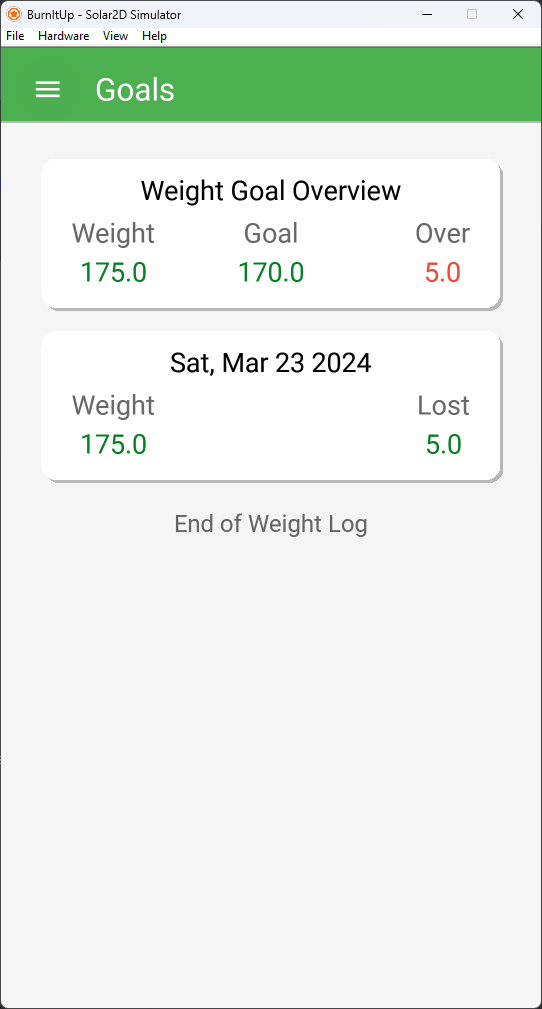 BurnItUp - Solar2D Simulator
File Hardware View Help
Goals
Weight Goal Overview
Weight Goal Over
175.0 170.0 5.0
Sat, Mar 23 2024
Weight Lost
175.0 5.0
End of Weight Log